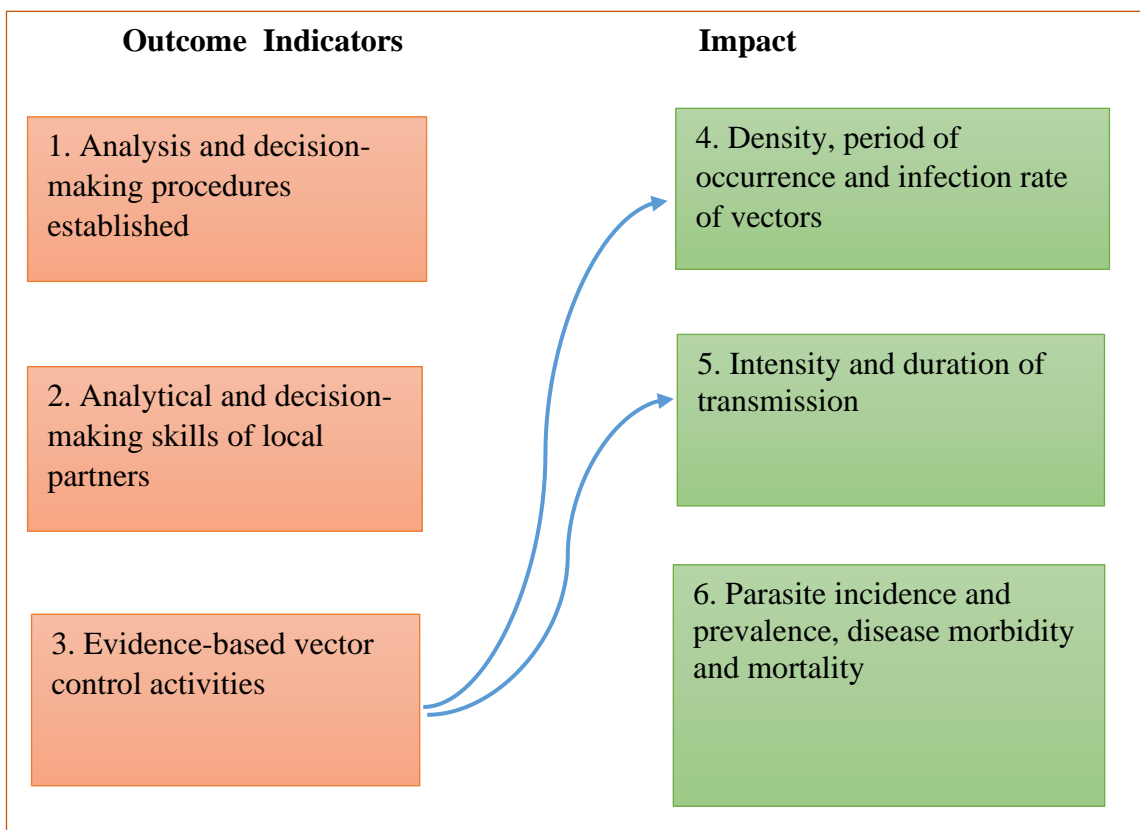 Outcome Indicators
Impact
1. Analysis and decision-
making procedures
established
2. Analytical and decision-
making skills of local
partners
3. Evidence-based vector
control activities
4. Density, period of
occurrence and infection rate
of vectors
5. Intensity and duration of
transmission
6. Parasite incidence and
prevalence, disease morbidity
and mortality